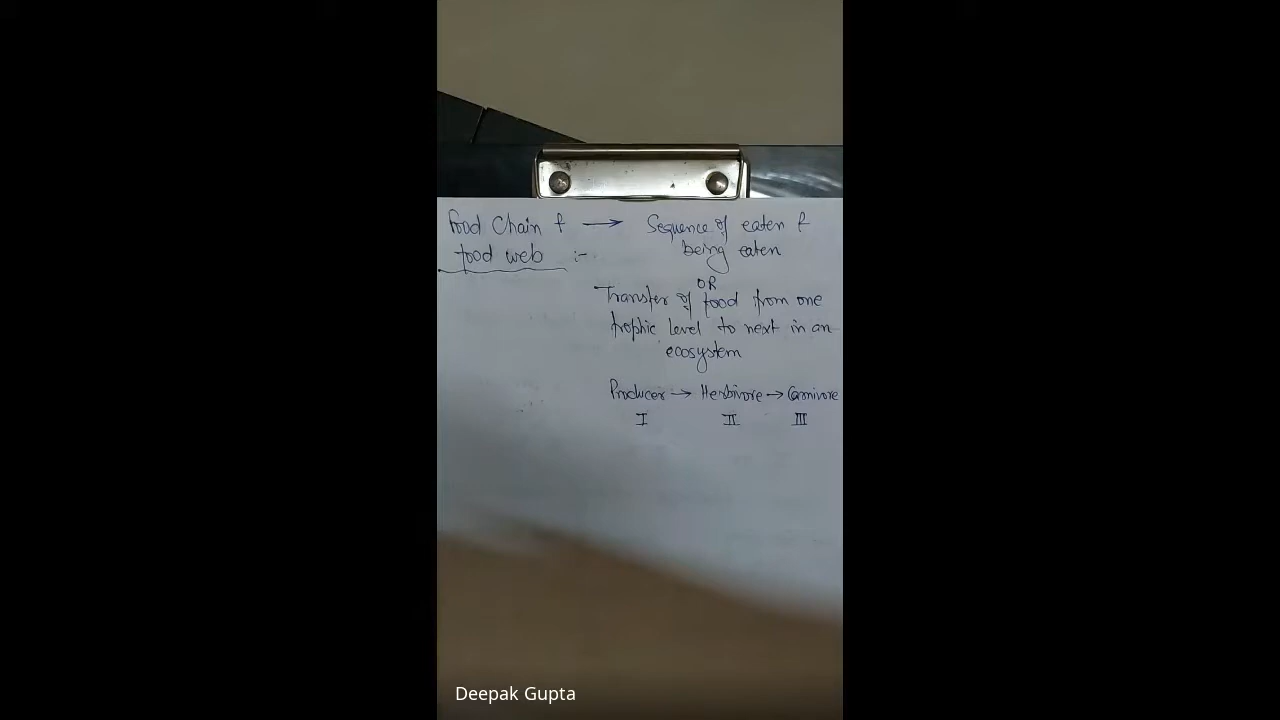 Food Chain & → Sequence of eaten &
food web :- being eaten
OR
Transfer of food from one
trophic level to next in an
ecosystem
Producer → Herbivore → Carnivore
I II III
Deepak Gupta